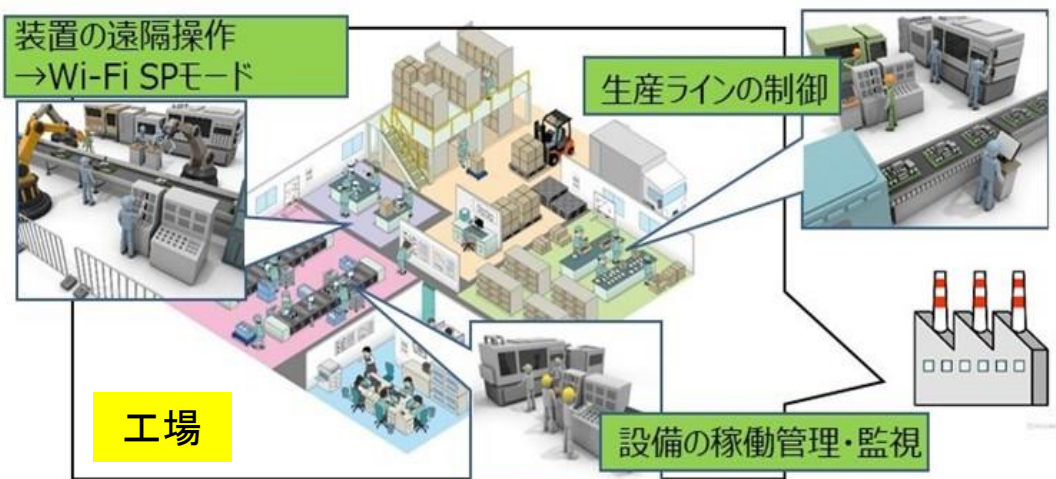 装置の遠隔操作
→Wi-Fi SPモード
生産ラインの制御
工場
設備の稼働管理・監視